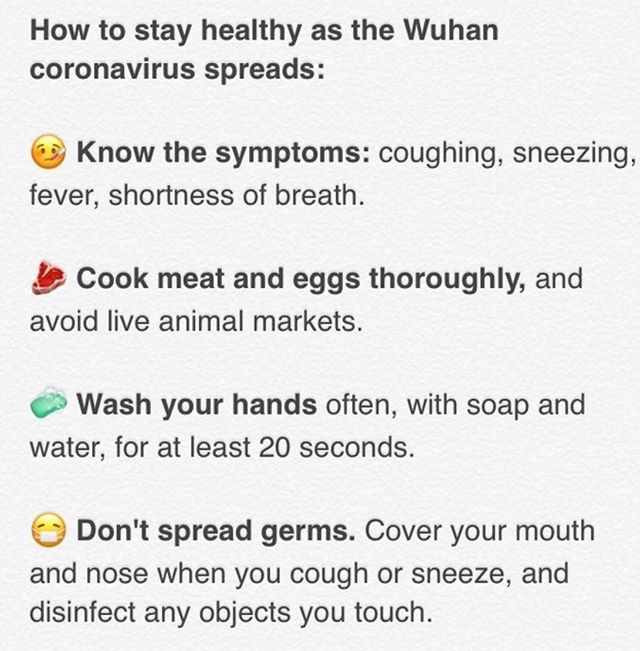 How to stay healthy as the Wuhan
coronavirus spreads:
🤒 Know the symptoms: coughing, sneezing,
fever, shortness of breath.
🥩 Cook meat and eggs thoroughly, and
avoid live animal markets.
🧼 Wash your hands often, with soap and
water, for at least 20 seconds.
😷 Don't spread germs. Cover your mouth
and nose when you cough or sneeze, and
disinfect any objects you touch.